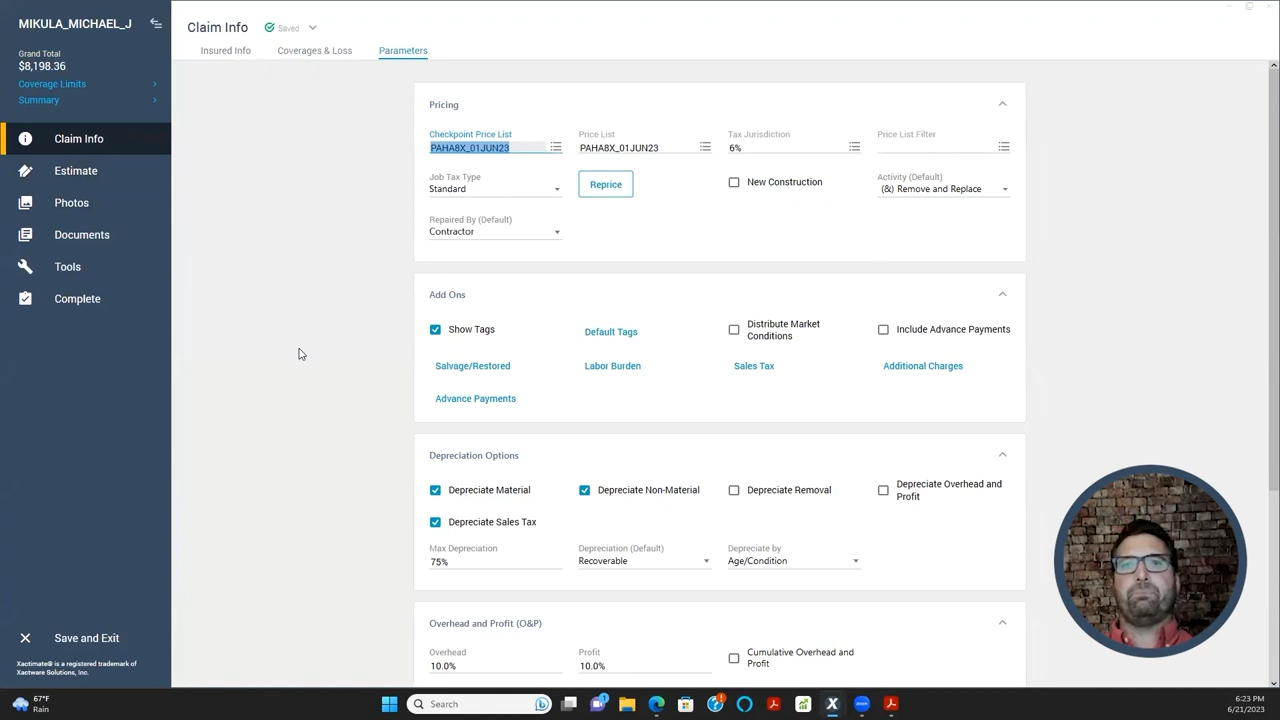 MIKULA_MICHAEL_J
Grand Total
$8,198.36
Coverage Limits
Summary
Claim Info
Estimate
Photos
Documents
Tools
Complete
Save and Exit
Xactimate® is a registered trademark of
Xactware Solutions, Inc.
Claim Info
Saved
Insured Info
Coverages & Loss
Parameters
Pricing
Checkpoint Price List
PAHA8X_01JUN23
Price List
PAHA8X_01JUN23
Tax Jurisdiction
6%
Price List Filter
Job Tax Type
Standard
Reprice
New Construction
Activity (Default)
(&) Remove and Replace
Repaired By (Default)
Contractor
Add Ons
Show Tags
Default Tags
Distribute Market
Conditions
Include Advance Payments
Salvage/Restored
Labor Burden
Sales Tax
Additional Charges
Advance Payments
Depreciation Options
Depreciate Material
Depreciate Non-Material
Depreciate Removal
Depreciate Overhead and
Profit
Depreciate Sales Tax
Max Depreciation
75%
Depreciation (Default)
Recoverable
Depreciate by
Age/Condition
Overhead and Profit (O&P)
Overhead
10.0%
Profit
10.0%
Cumulative Overhead and
Profit
67°F
Rain
Search
6:23 PM
6/21/2023